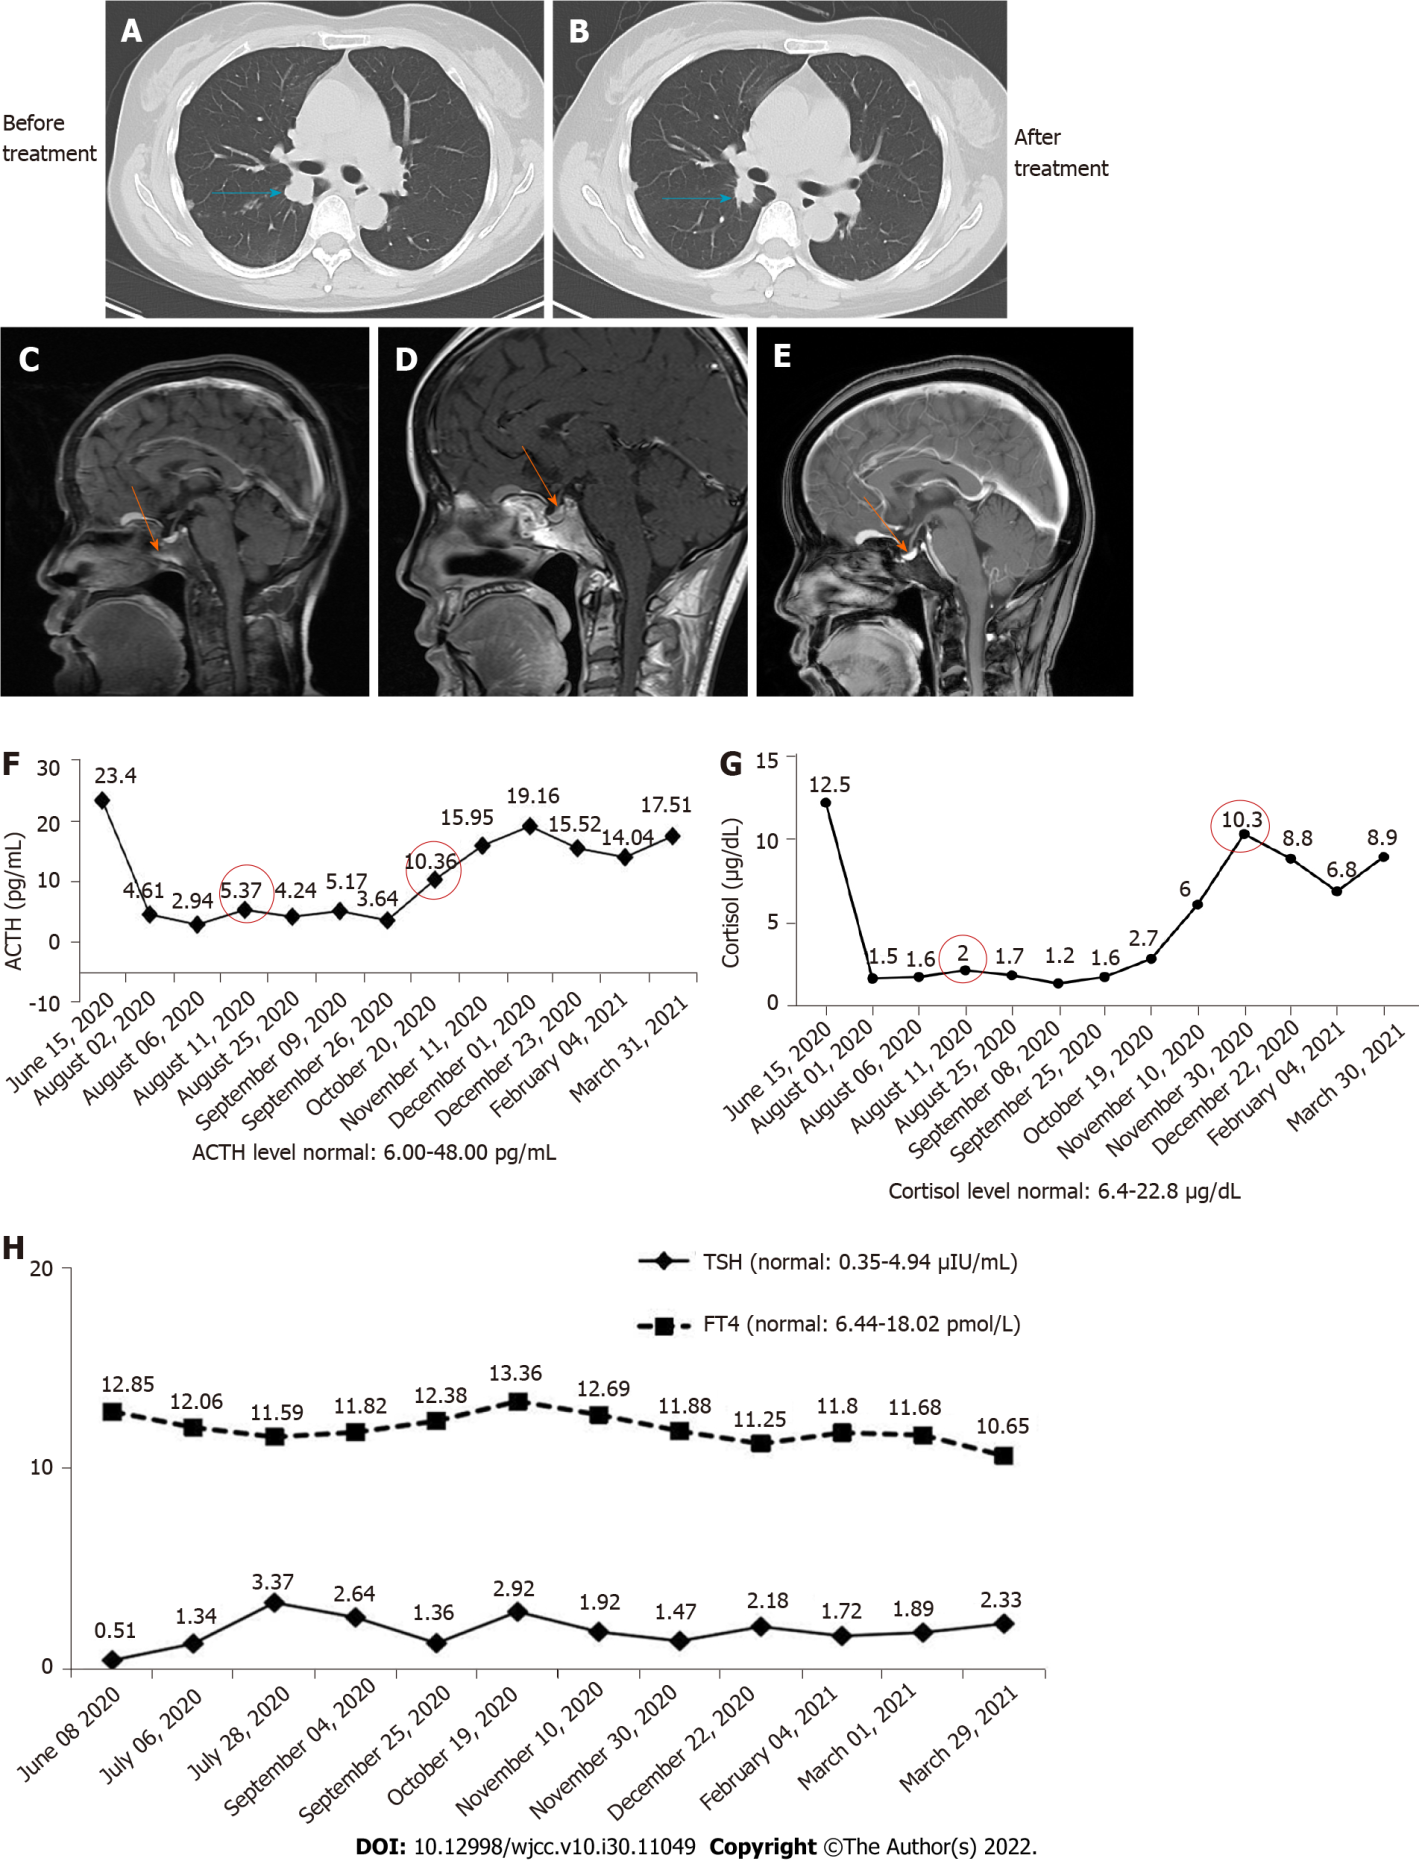 A
B
Before
treatment
After
treatment
C
D
E
F
ACTH (pg/mL)
30
20
10
0
-10
23.4
4.61
2.94
5.37
4.24
5.17
3.64
10.36
15.95
19.16
15.52
14.04
17.51
June 15, 2020
August 02, 2020
August 06, 2020
August 11, 2020
August 25, 2020
September 09, 2020
September 26, 2020
October 20, 2020
November 11, 2020
December 01, 2020
December 23, 2020
February 04, 2021
March 31, 2021
ACTH level normal: 6.00-48.00 pg/mL
G
Cortisol (µg/dL)
15
10
5
0
12.5
1.5
1.6
2
1.7
1.2
1.6
2.7
6
10.3
8.8
6.8
8.9
June 15, 2020
August 01, 2020
August 06, 2020
August 11, 2020
August 25, 2020
September 08, 2020
September 25, 2020
October 19, 2020
November 10, 2020
November 30, 2020
December 22, 2020
February 04, 2021
March 30, 2021
Cortisol level normal: 6.4-22.8 µg/dL
H
TSH (normal: 0.35-4.94 µIU/mL)
FT4 (normal: 6.44-18.02 pmol/L)
20
10
0
12.85
12.06
11.59
11.82
12.38
13.36
12.69
11.88
11.25
11.8
11.68
10.65
0.51
1.34
3.37
2.64
1.36
2.92
1.92
1.47
2.18
1.72
1.89
2.33
June 08 2020
July 06, 2020
July 28, 2020
September 04, 2020
September 25, 2020
October 19, 2020
November 10, 2020
November 30, 2020
December 22, 2020
February 04, 2021
March 01, 2021
March 29, 2021
DOI: 10.12998/wjcc.v10.i30.11049 Copyright ©The Author(s) 2022.